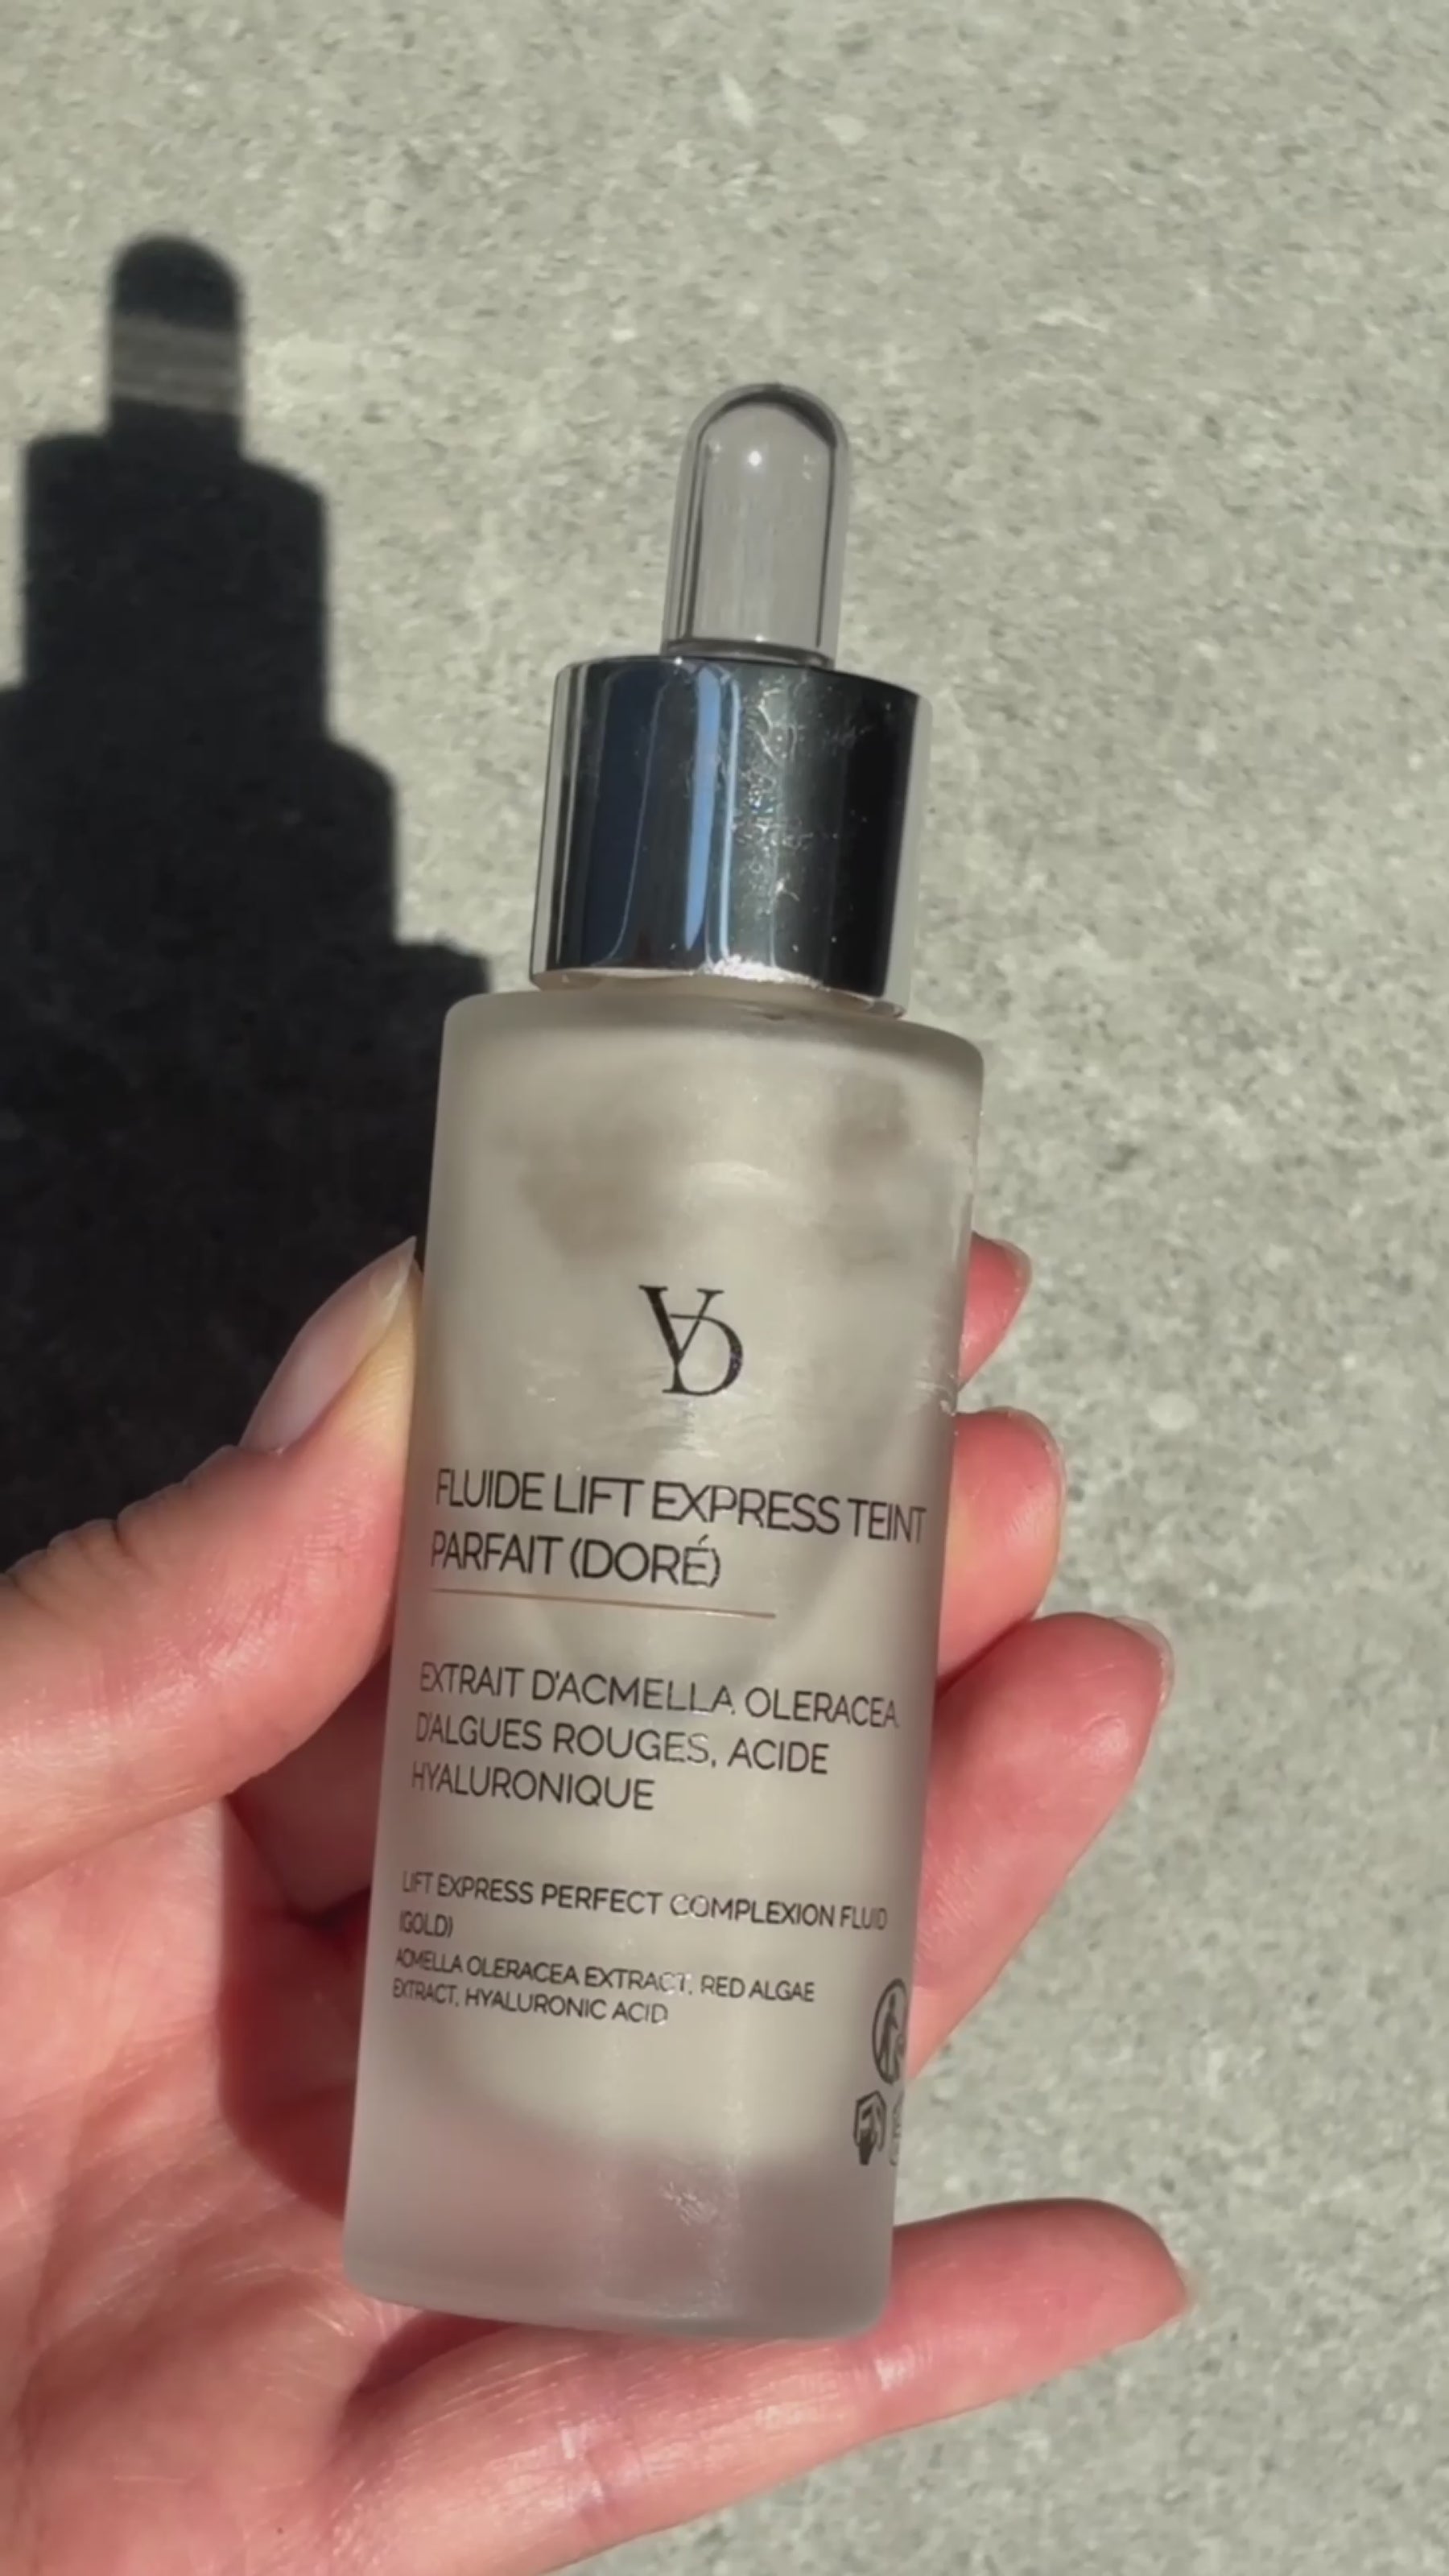 FLUIDE LIFT EXPRESS TEINT
PARFAIT (DORÉ)
EXTRAIT D'ACMELLA OLERACEA
D'ALGUES ROUGES, ACIDE
HYALURONIQUE
LIFT EXPRESS PERFECT COMPLEXION FLUID
(GOLD)
ACMELLA OLERACEA EXTRACT, RED ALGAE
EXTRACT, HYALURONIC ACID